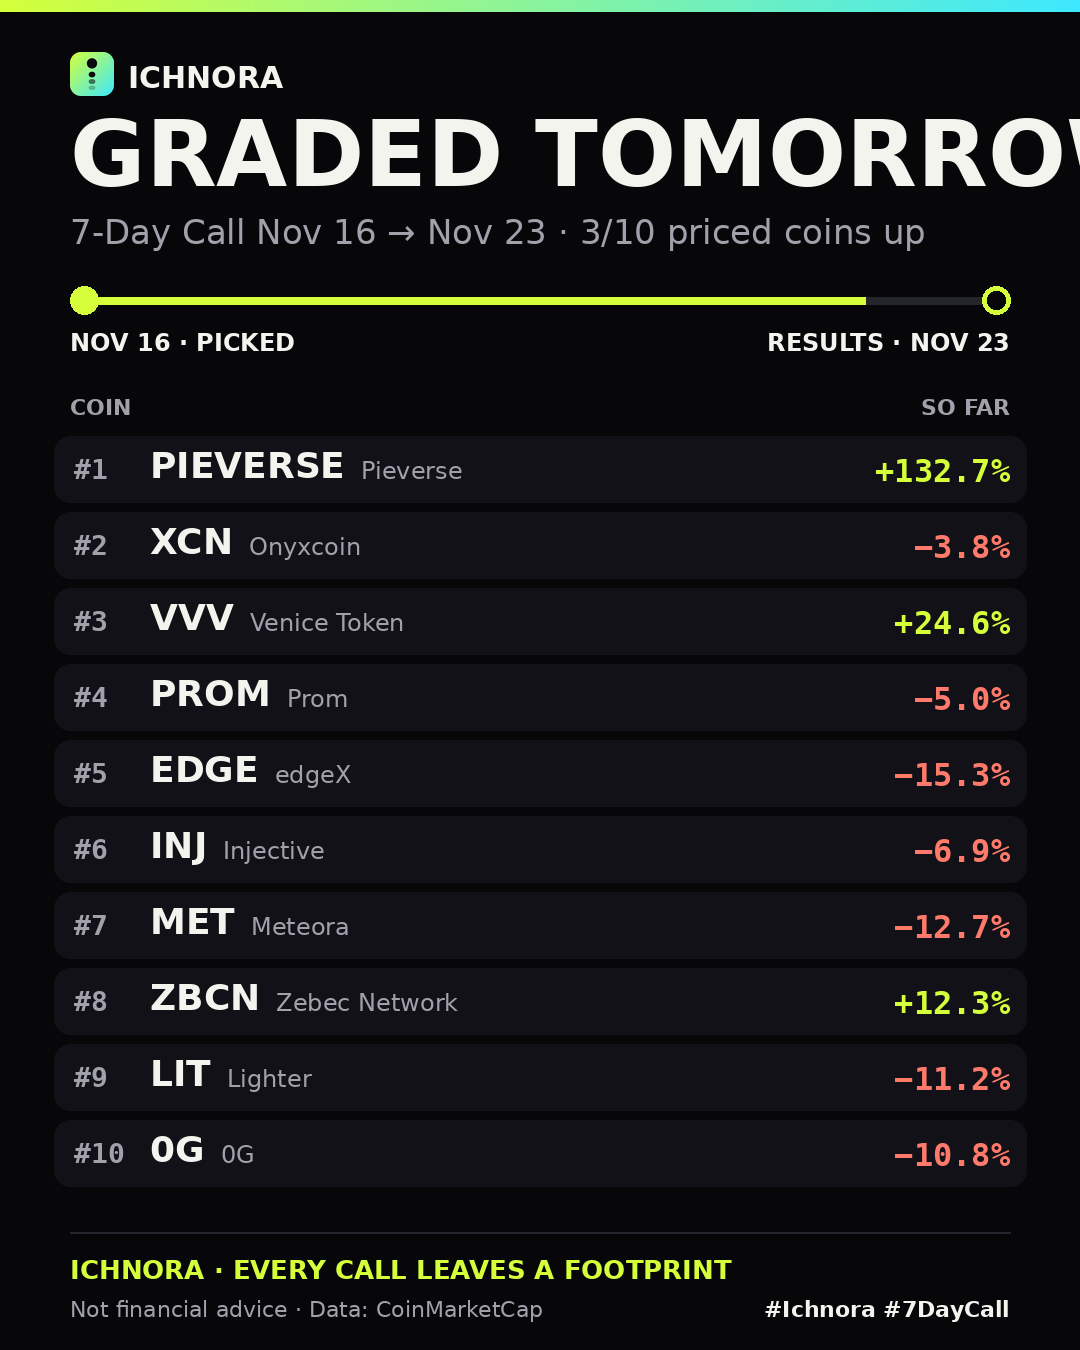 ICHNORA
GRADED TOMORROW
7-Day Call Nov 16 → Nov 23 · 3/10 priced coins up
NOV 16 · PICKED RESULTS · NOV 23
COIN SO FAR
#1 PIEVERSE Pieverse +132.7%
#2 XCN Onyxcoin −3.8%
#3 VVV Venice Token +24.6%
#4 PROM Prom −5.0%
#5 EDGE edgeX −15.3%
#6 INJ Injective −6.9%
#7 MET Meteora −12.7%
#8 ZBCN Zebec Network +12.3%
#9 LIT Lighter −11.2%
#10 0G 0G −10.8%
ICHNORA · EVERY CALL LEAVES A FOOTPRINT
Not financial advice · Data: CoinMarketCap #Ichnora #7DayCall